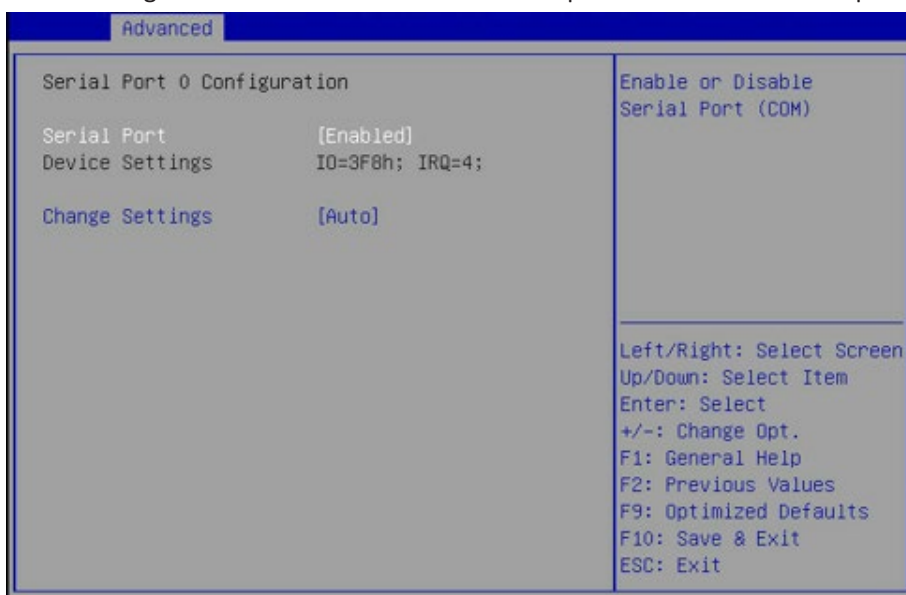 Advanced
Serial Port 0 Configuration
Serial Port [Enabled]
Device Settings IO=3F8h; IRQ=4;
Change Settings [Auto]
Enable or Disable
Serial Port (COM)
Left/Right: Select Screen
Up/Down: Select Item
Enter: Select
+/-: Change Opt.
F1: General Help
F2: Previous Values
F9: Optimized Defaults
F10: Save & Exit
ESC: Exit